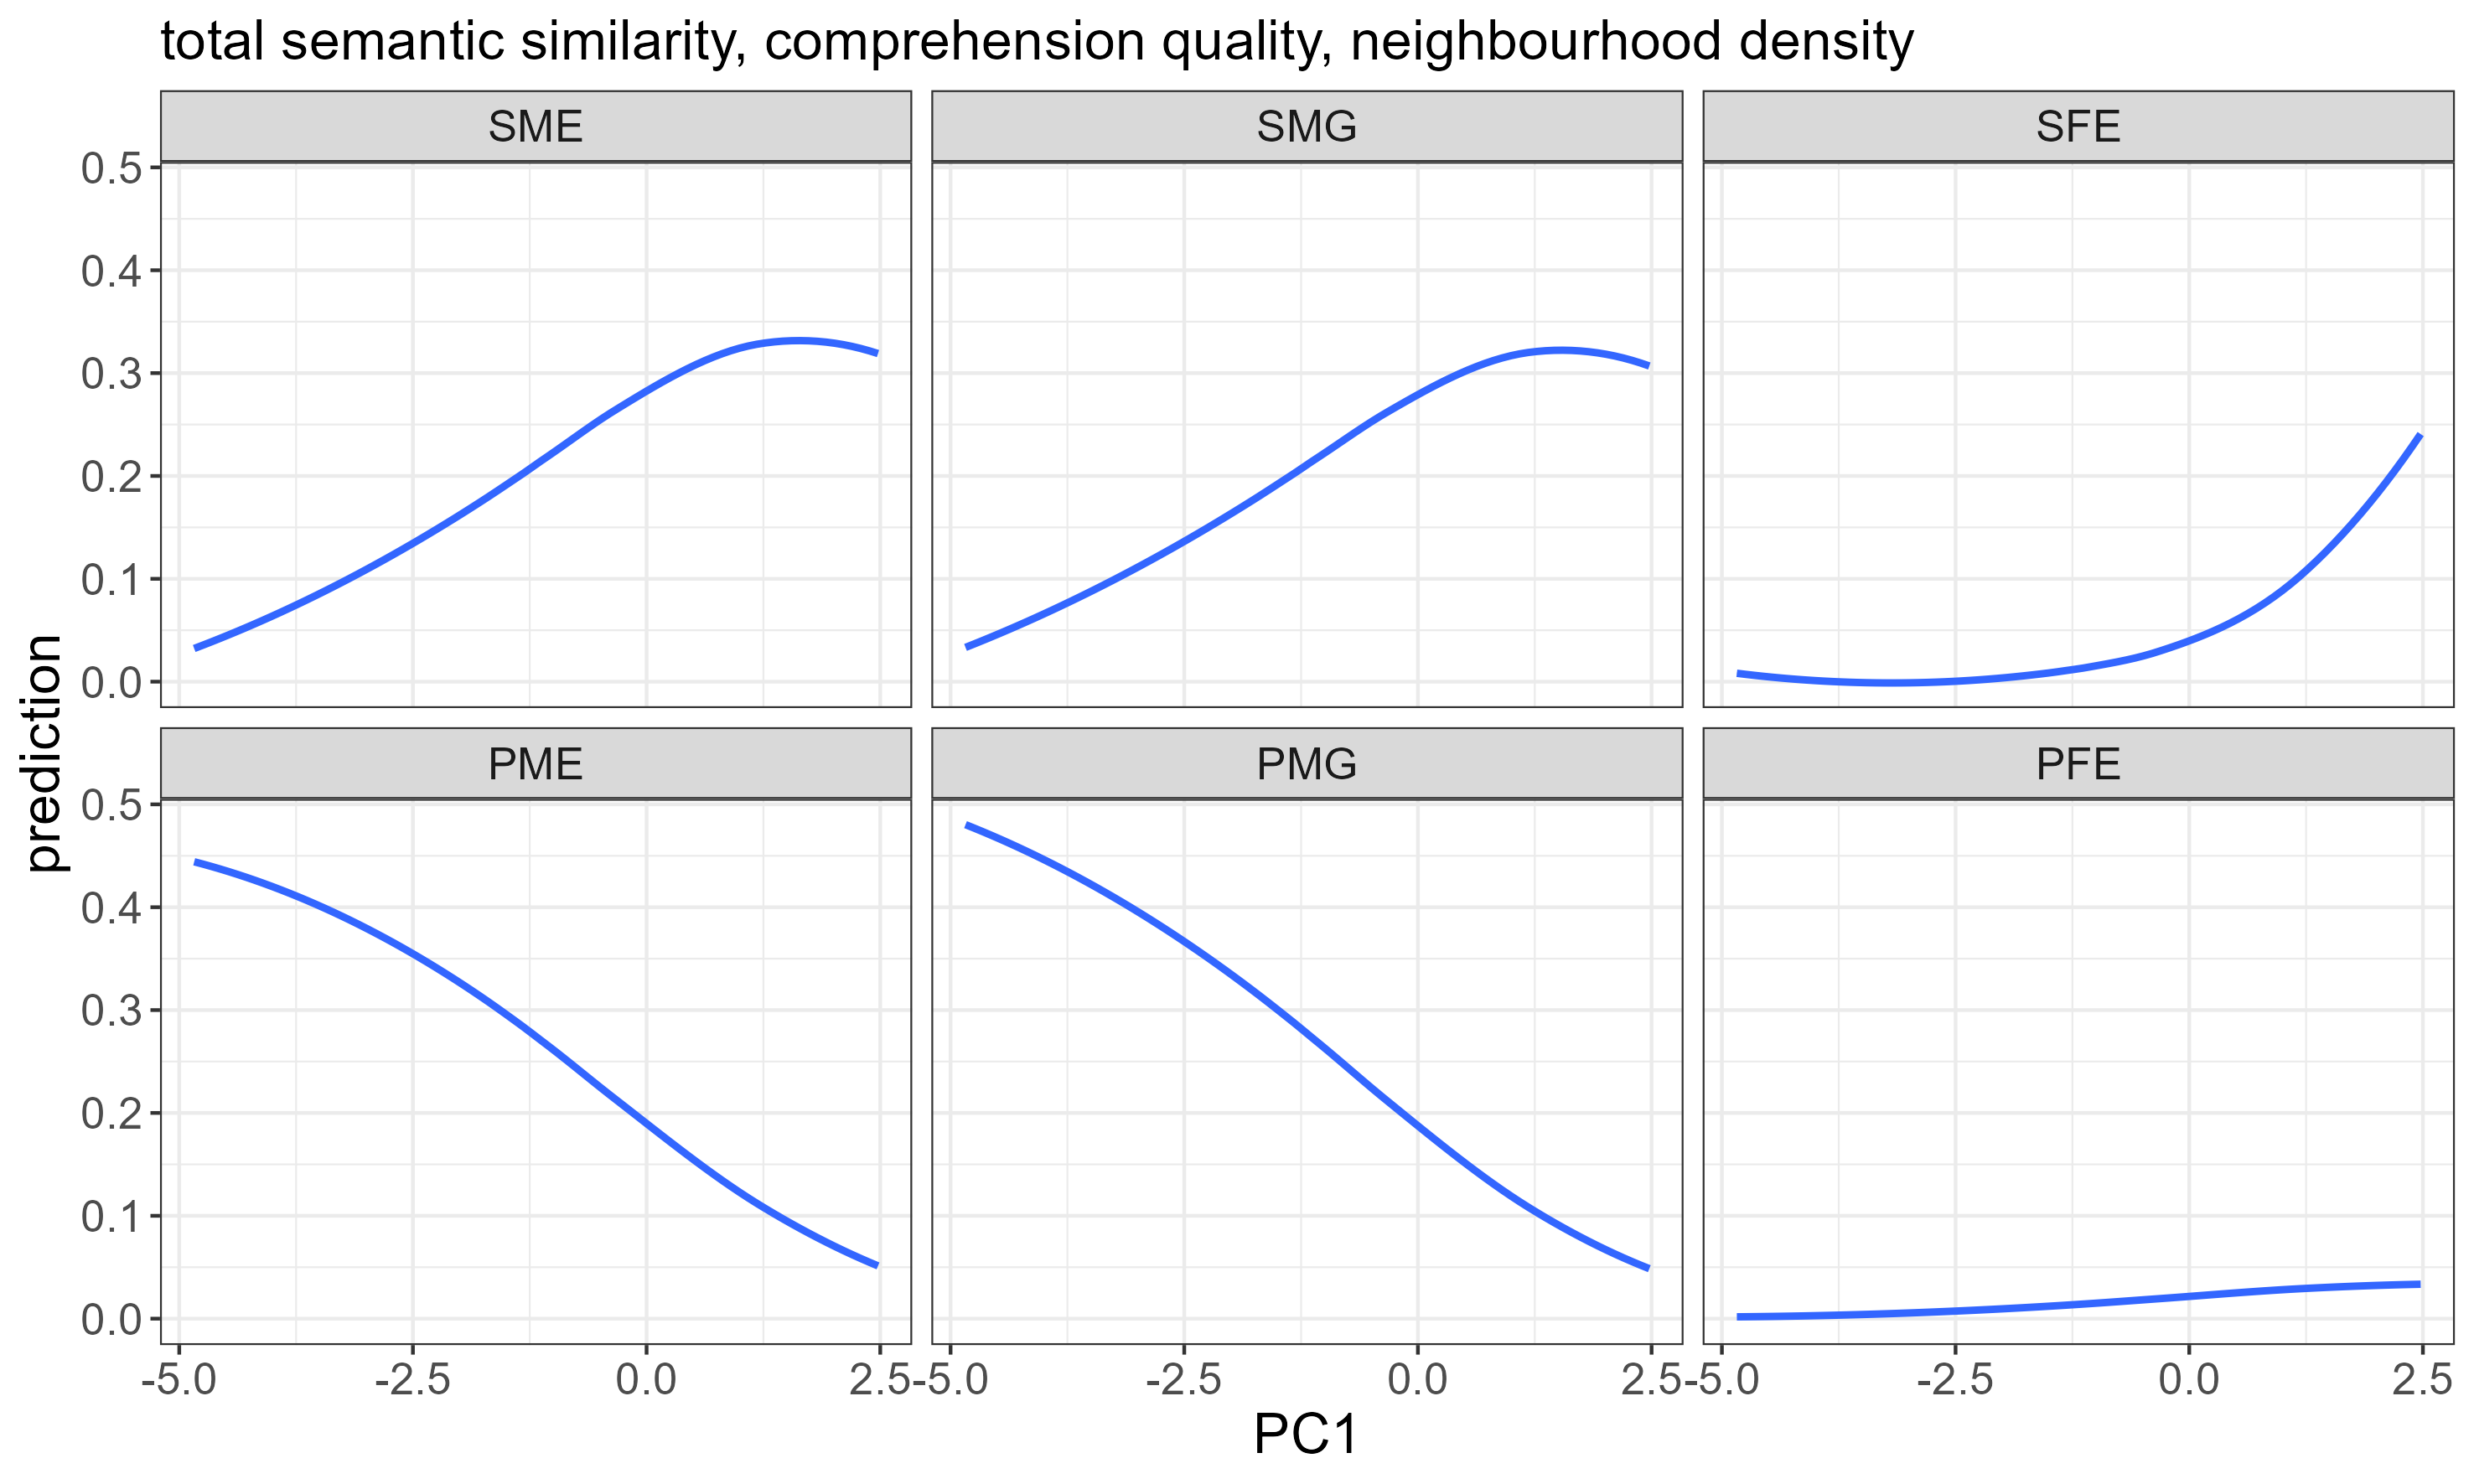 total semantic similarity, comprehension quality, neighbourhood density
SME SMG SFE
0.5
0.4
0.3
0.2
0.1
0.0
prediction
PME PMG PFE
0.5
0.4
0.3
0.2
0.1
0.0
-5.0 -2.5 0.0 2.5 -5.0 -2.5 0.0 2.5 -5.0 -2.5 0.0 2.5
PC1